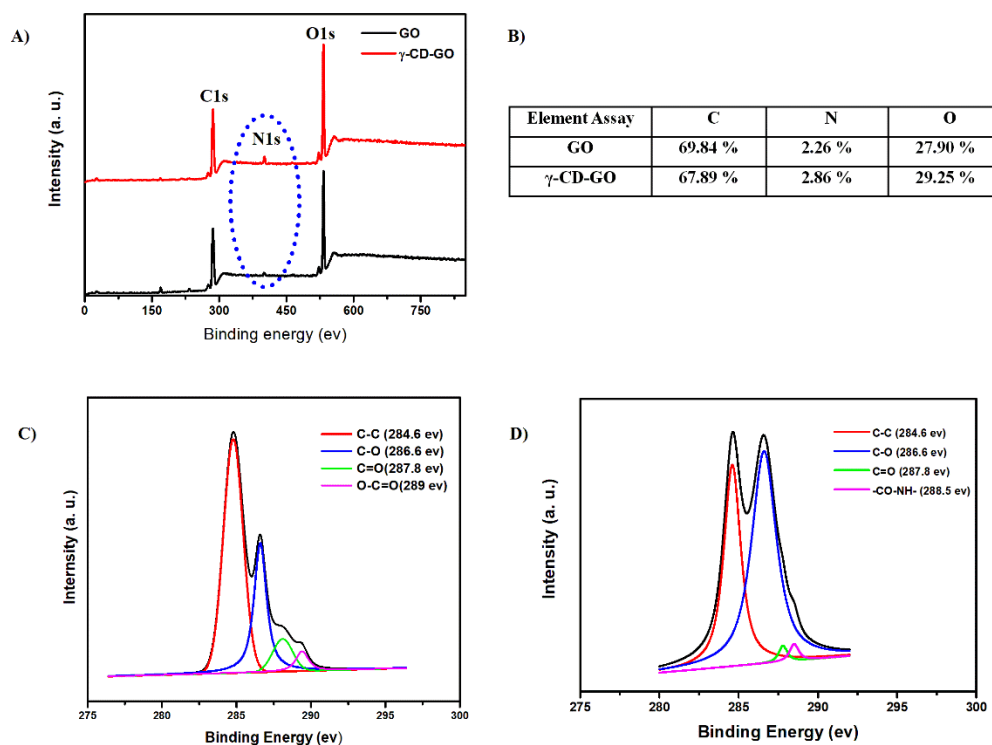 A)
GO
γ-CD-GO
O1s
C1s
N1s
Intensity (a. u.)
0 150 300 450 600 750
Binding energy (ev)
B)
Element Assay C N O
GO 69.84 % 2.26 % 27.90 %
γ-CD-GO 67.89 % 2.86 % 29.25 %
C)
C-C (284.6 ev)
C-O (286.6 ev)
C=O(287.8 ev)
O-C=O(289 ev)
Internsity (a. u.)
275 280 285 290 295 300
Binding Energy (ev)
D)
C-C (284.6 ev)
C-O (286.6 ev)
C=O (287.8 ev)
-CO-NH- (288.5 ev)
Intensity (a. u.)
280 285 290 295 300
Binding Energy (ev)